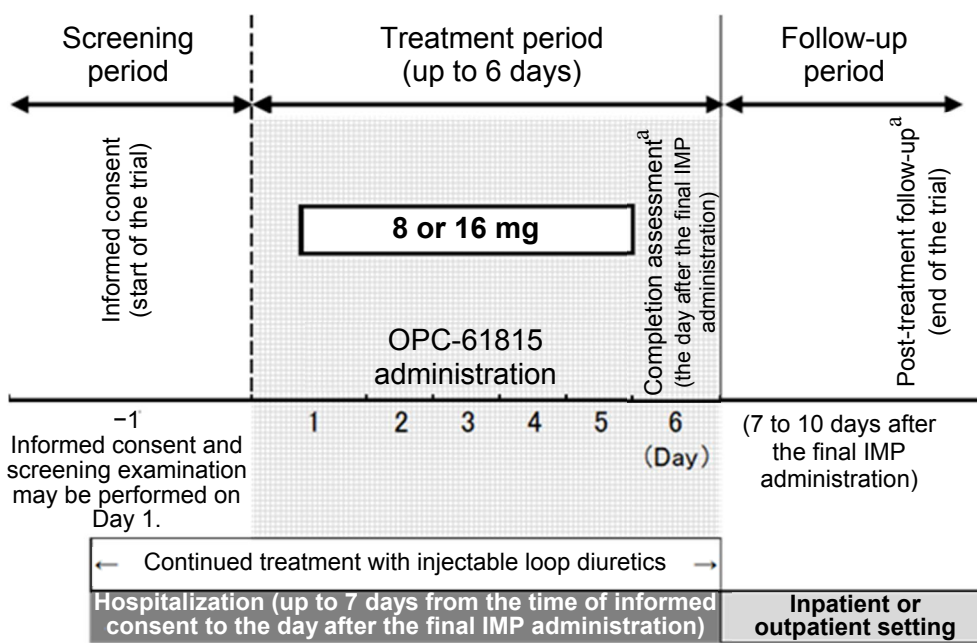 Screening
period
Treatment period
(up to 6 days)
Follow-up
period
Informed consent
(start of the trial)
8 or 16 mg
OPC-61815
administration
Completion assessmentᵃ
(the day after the final IMP
administration)
Post-treatment follow-upᵃ
(end of the trial)
−1
1 2 3 4 5 6
(Day)
Informed consent and
screening examination
may be performed on
Day 1.
(7 to 10 days after
the final IMP
administration)
← Continued treatment with injectable loop diuretics →
Hospitalization (up to 7 days from the time of informed
consent to the day after the final IMP administration)
Inpatient or
outpatient setting